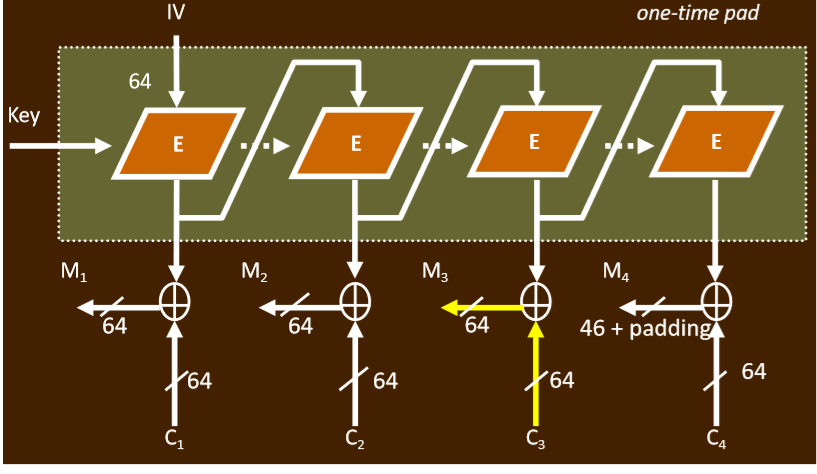 IV
one-time pad
64
Key
E
E
E
E
M1
M2
M3
M4
64
64
64
46 + padding
64
64
64
64
C1
C2
C3
C4